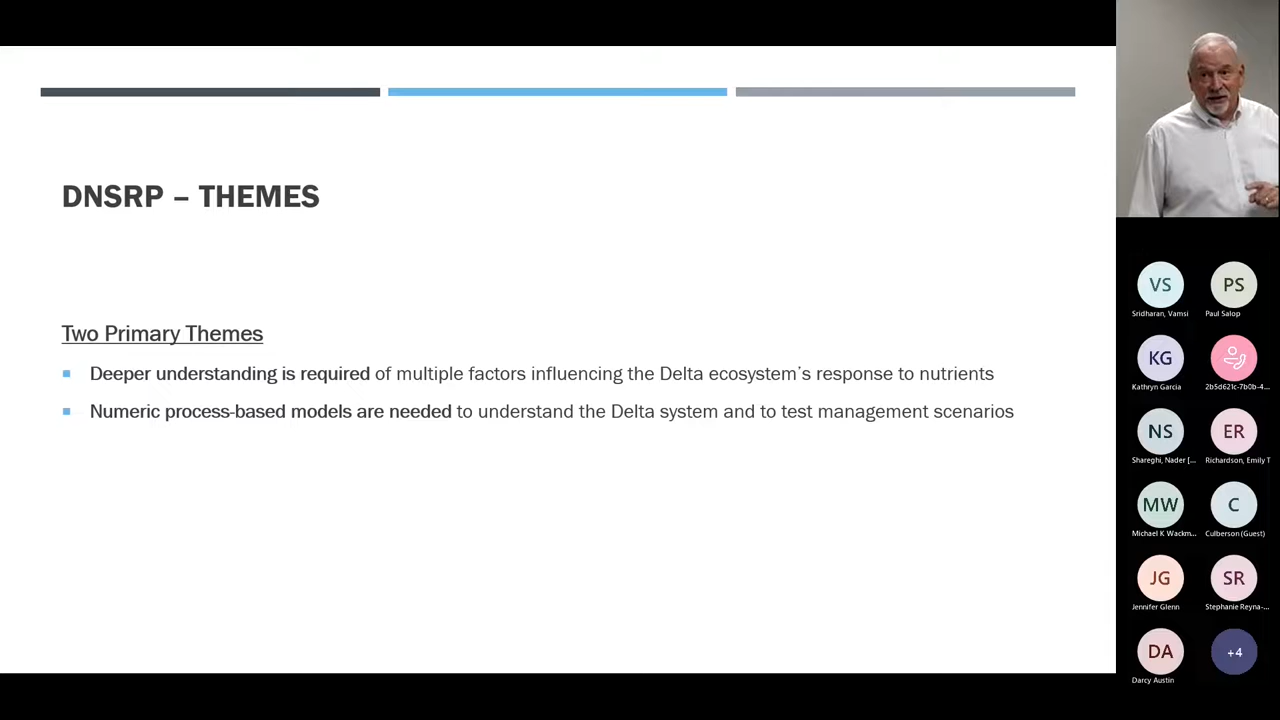 DNSRP – THEMES
Two Primary Themes
Deeper understanding is required of multiple factors influencing the Delta ecosystem's response to nutrients
Numeric process-based models are needed to understand the Delta system and to test management scenarios
VS
Sridharan, Vamsi
PS
Paul Salop
KG
Kathryn Garcia
2b5d621c-7b0b-4...
NS
Shareghi, Nader [...
ER
Richardson, Emily T
MW
Michael K Wackm...
C
Culberson (Guest)
JG
Jennifer Glenn
SR
Stephanie Reyna-...
DA
Darcy Austin
+4